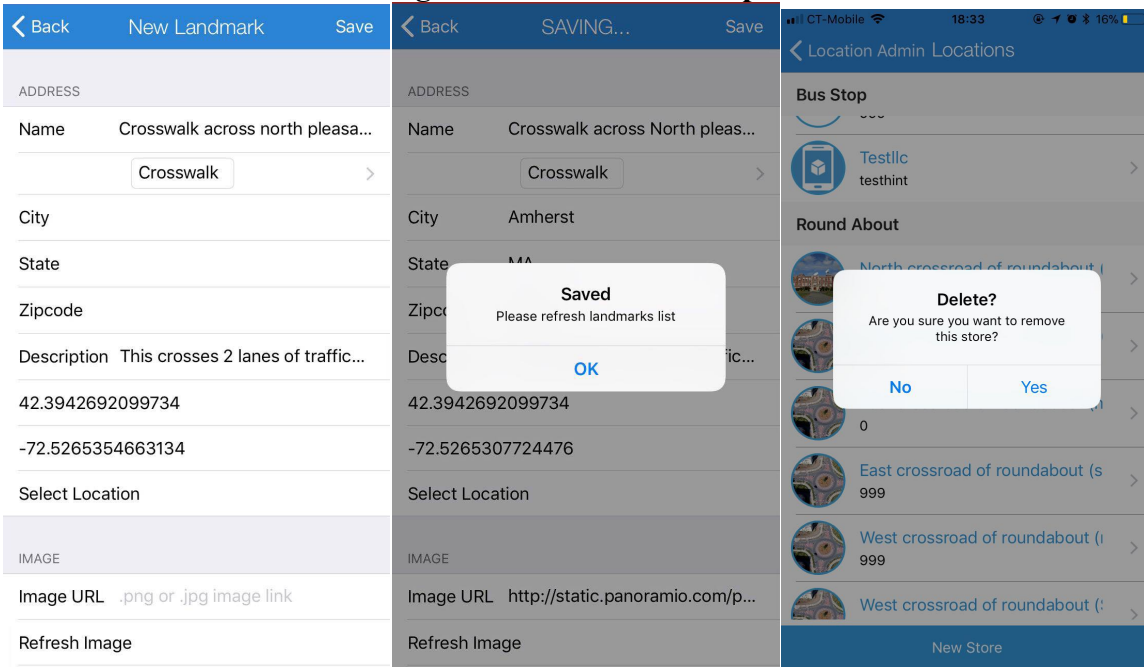 Back New Landmark Save
ADDRESS
Name Crosswalk across north pleasa...
Crosswalk
City
State
Zipcode
Description This crosses 2 lanes of traffic...
42.3942692099734
-72.5265354663134
Select Location
IMAGE
Image URL .png or .jpg image link
Refresh Image
Back SAVING... Save
ADDRESS
Name Crosswalk across North pleas...
Crosswalk
City Amherst
State MA
Saved
Please refresh landmarks list
OK
42.3942692099734
-72.5265307724476
Select Location
IMAGE
Image URL http://static.panoramio.com/p...
Refresh Image
CT-Mobile 18:33 16%
Location Admin Locations
Bus Stop
Testllc
testhint
Round About
North crossroad of roundabout (
Delete?
Are you sure you want to remove
this store?
No Yes
0
East crossroad of roundabout (s
999
West crossroad of roundabout (
999
West crossroad of roundabout (
New Store